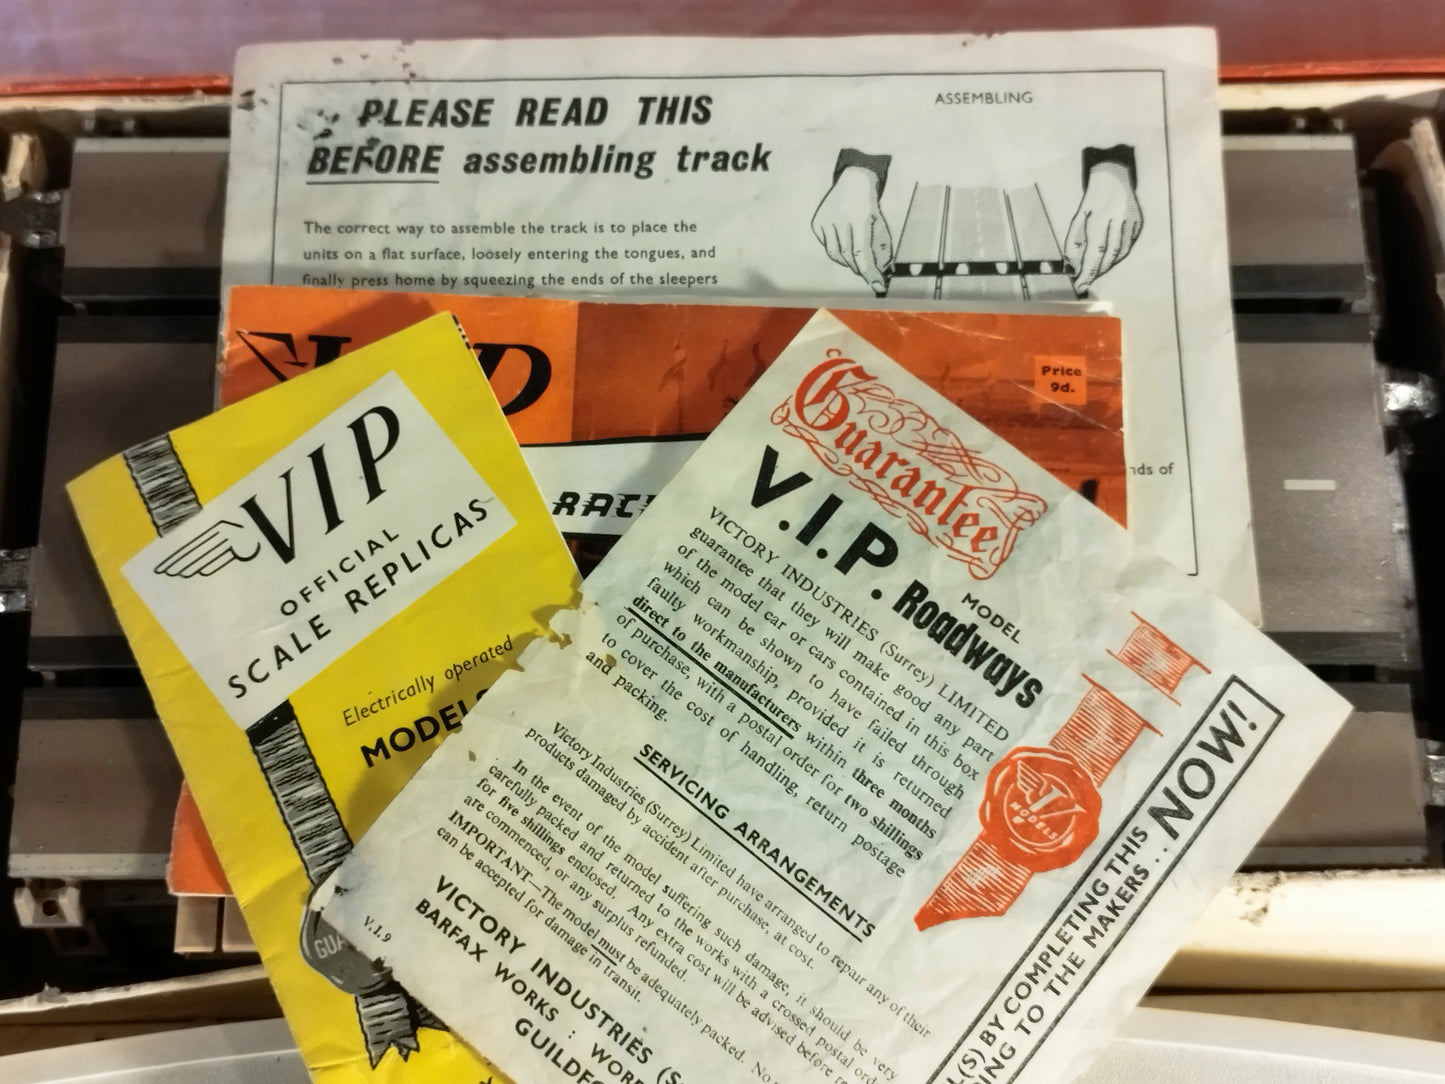 PLEASE READ THIS
BEFORE assembling track
The correct way to assemble the track is to place the
units on a flat surface, loosely entering the tongues, and
finally press home by squeezing the ends of the sleepers
ASSEMBLING
of
Price
9d.
VIP
OFFICIAL
SCALE REPLICAS
Electrically operated
Guarantee
MODEL
V.I.P. Roadways
VICTORY INDUSTRIES (Surrey) LIMITED
guarantee that they will make good any part
of the model car or cars contained in this box
which can be shown to have failed through
faulty workmanship, provided it is returned
direct to the manufacturers within three months
of purchase, with a postal order for two shillings
to cover the cost of handling, return postage
and packing.
SERVICING ARRANGEMENTS
Victory Industries (Surrey) Limited have arranged to repair any of their
products damaged by accident after purchase, at cost.
In the event of the model suffering such damage, it should be very
carefully packed and returned to the works with a crossed postal
for five shillings enclosed. Any extra cost will be advised before
are commenced, or any surplus refunded.
IMPORTANT—The model must be adequately packed. No
can be accepted for damage in transit.
VICTORY INDUSTRIES
BARFAX WORKS :
V.I.9
V
MODELS
BY COMPLETING THIS
TO THE MAKERS... NOW!